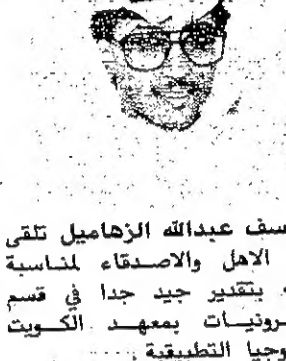 سف عبدالله الزهاميل تلقى
الاهل والاصدقاء لمناسبة
بتقدير جيد جدا في قسم
رونيات بمعهد الكويت
وجيا التطبيقية